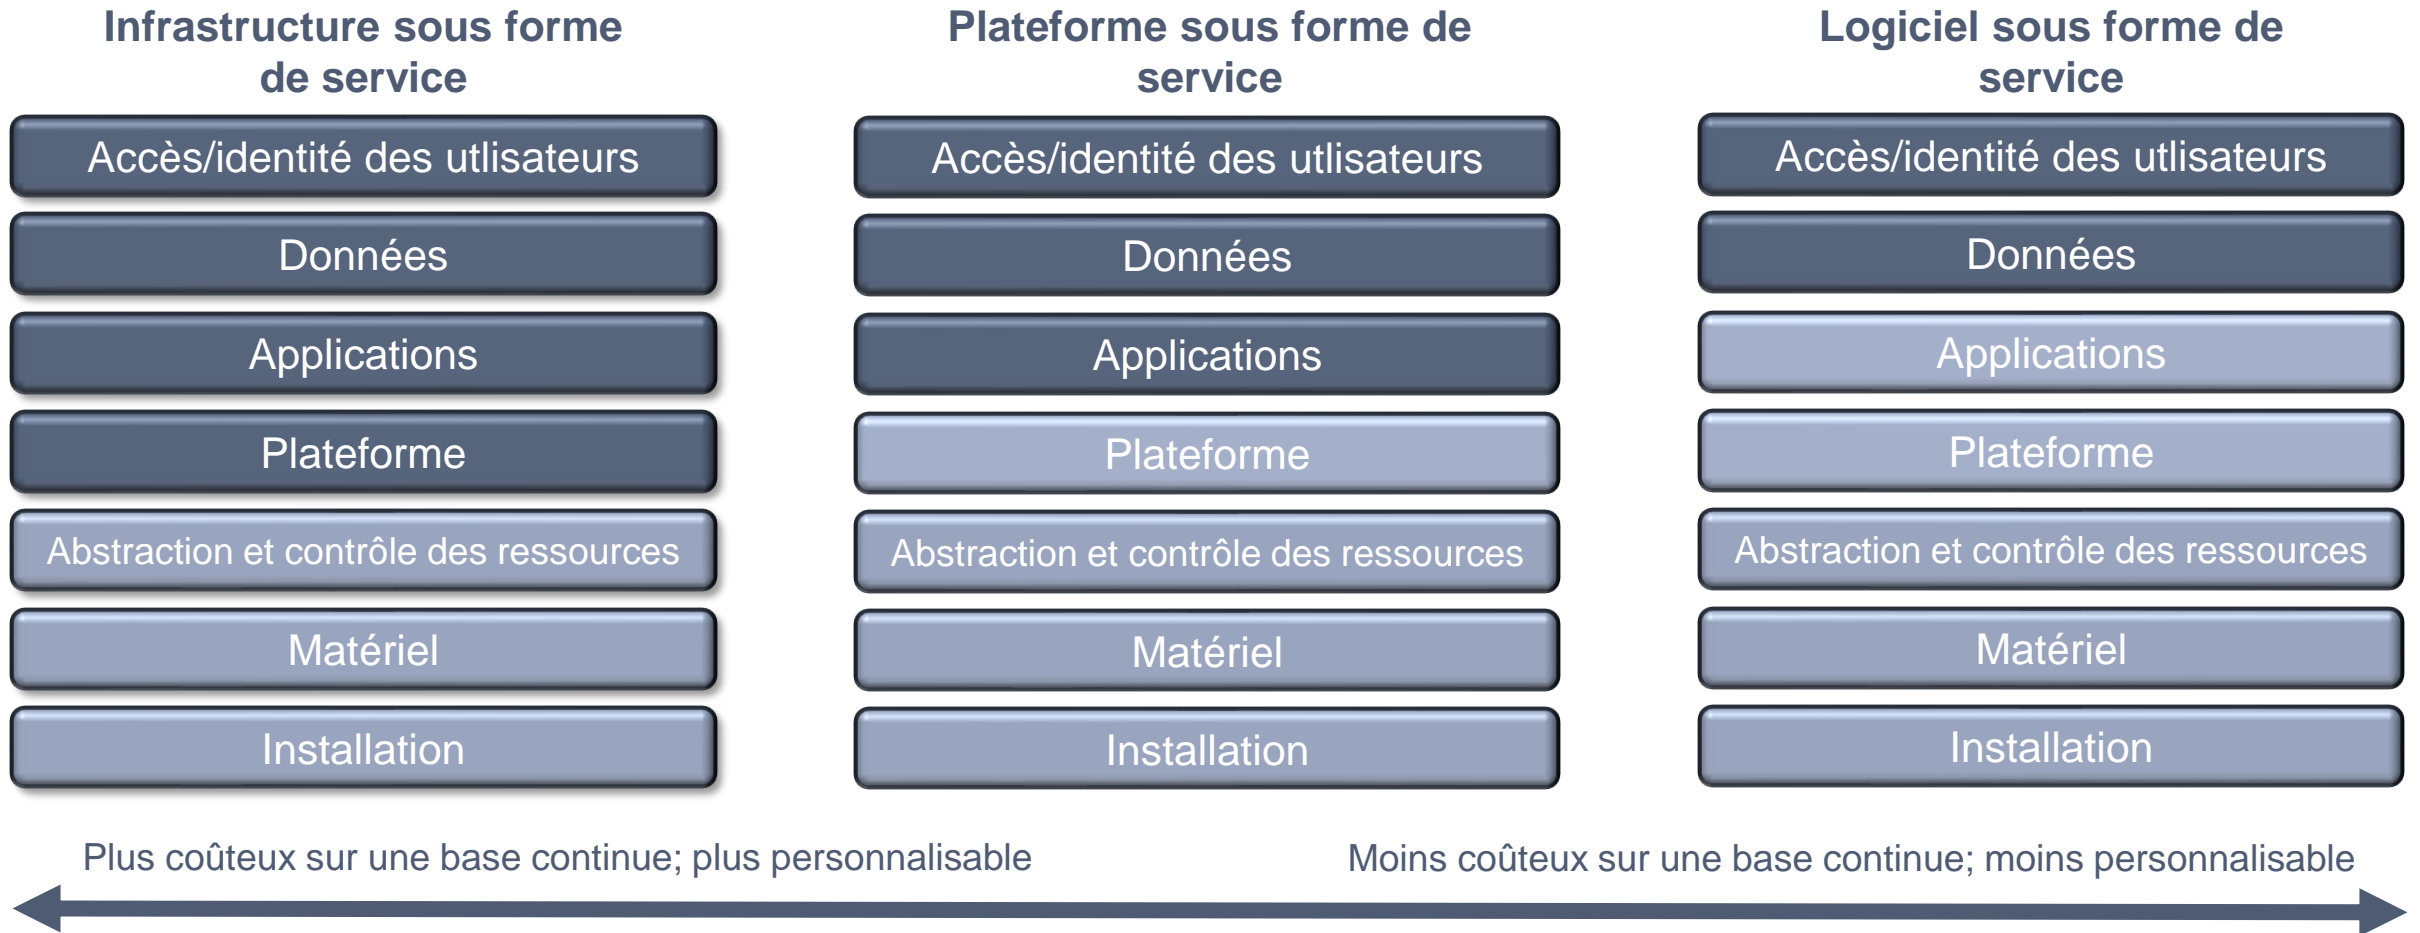 Infrastructure sous forme
de service
Accès/identité des utlisateurs
Données
Applications
Plateforme
Abstraction et contrôle des ressources
Matériel
Installation
Plateforme sous forme de
service
Accès/identité des utlisateurs
Données
Applications
Plateforme
Abstraction et contrôle des ressources
Matériel
Installation
Logiciel sous forme de
service
Accès/identité des utlisateurs
Données
Applications
Plateforme
Abstraction et contrôle des ressources
Matériel
Installation
Plus coûteux sur une base continue; plus personnalisable
Moins coûteux sur une base continue; moins personnalisable